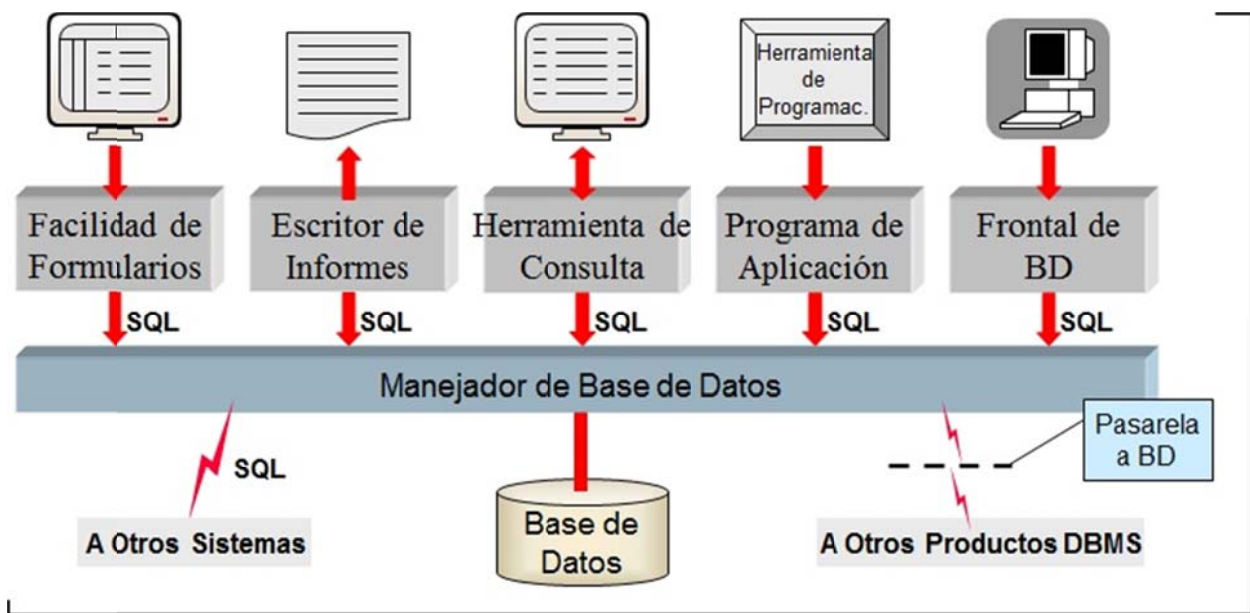 Herramienta
de
Programac.
Facilidad de
Formularios
Escritor de
Informes
Herramienta de
Consulta
Programa de
Aplicación
Frontal de
BD
SQL
SQL
SQL
SQL
SQL
Manejador de Base de Datos
Pasarela
a BD
SQL
A Otros Sistemas
Base de
Datos
A Otros Productos DBMS